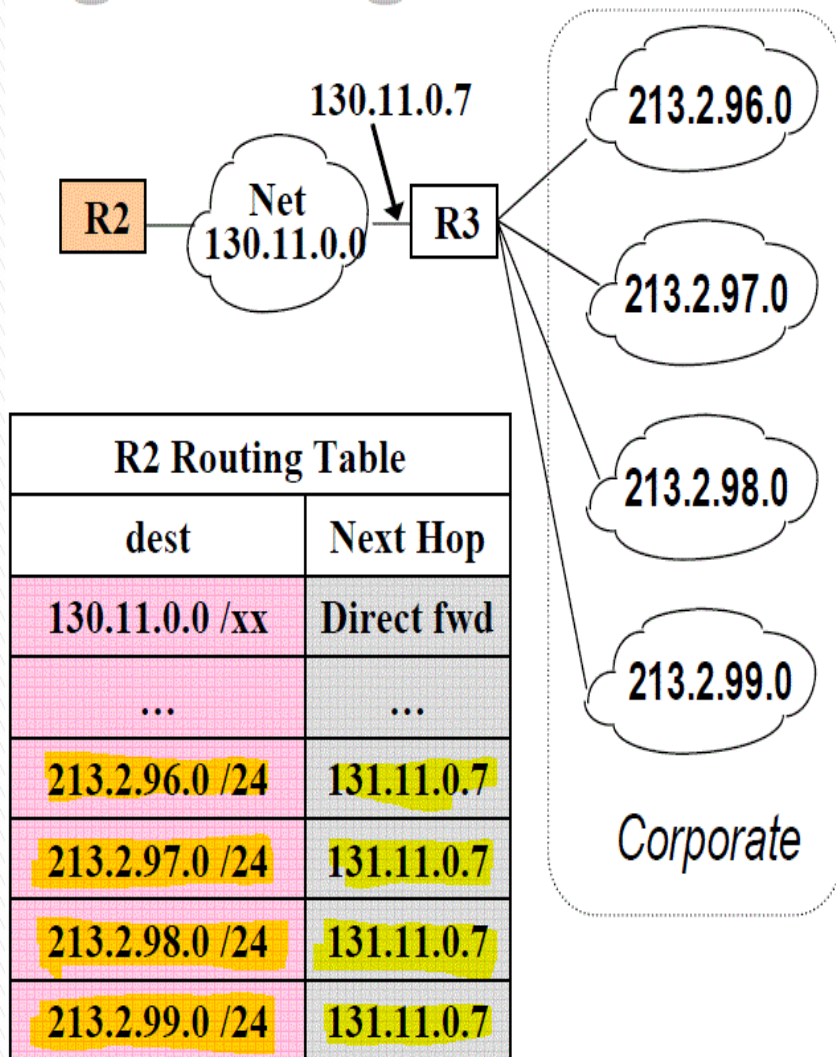 130.11.0.7
R2
Net
130.11.0.0
R3
213.2.96.0
213.2.97.0
213.2.98.0
213.2.99.0
Corporate
R2 Routing Table
dest Next Hop
130.11.0.0 /xx Direct fwd
... ...
213.2.96.0 /24 131.11.0.7
213.2.97.0 /24 131.11.0.7
213.2.98.0 /24 131.11.0.7
213.2.99.0 /24 131.11.0.7